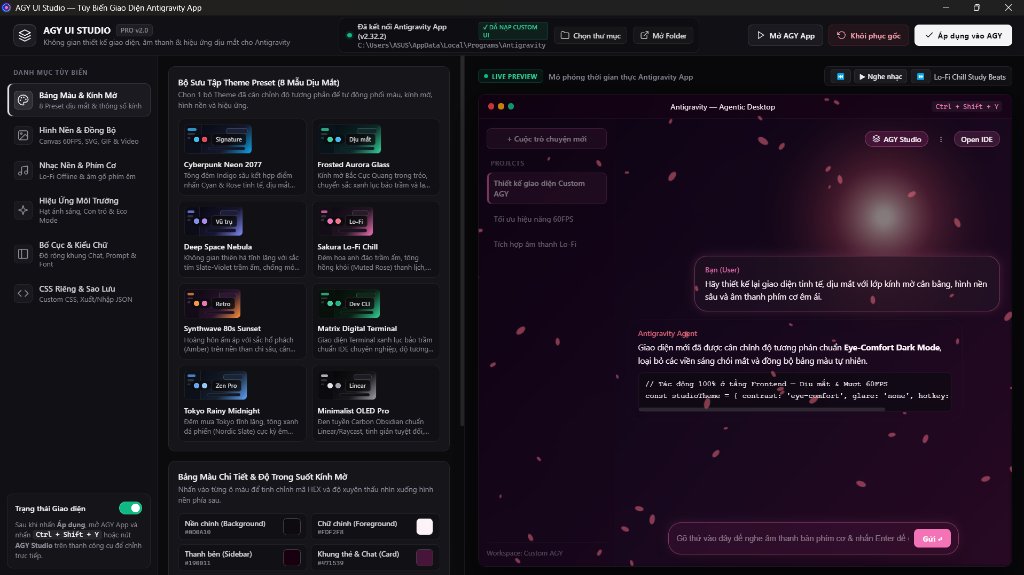 AGY UI Studio — Tùy Biến Giao Diện Antigravity App
AGY UI STUDIO PRO v2.0
Không gian thiết kế giao diện, âm thanh & hiệu ứng dịu mắt cho Antigravity
Đã kết nối Antigravity App (v2.32.2)
✓ ĐÃ NẠP CUSTOM UI
C:\Users\ASUS\AppData\Local\Programs\Antigravity
Chọn thư mục
Mở Folder
Mở AGY App
Khôi phục gốc
Áp dụng vào AGY
DANH MỤC TÙY BIẾN
Bảng Màu & Kính Mờ
8 Preset dịu mắt & thông số kính
Hình Nền & Đồng Bộ
Canvas 60FPS, SVG, GIF & Video
Nhạc Nền & Phím Cơ
Lo-Fi Offline & âm gõ phím êm
Hiệu Ứng Môi Trường
Hạt ánh sáng, Con trỏ & Eco Mode
Bố Cục & Kiểu Chữ
Độ rộng khung Chat, Prompt & Font
CSS Riêng & Sao Lưu
Custom CSS, Xuất/Nhập JSON
Trạng thái Giao diện
Sau khi nhấn Áp dụng, mở AGY App và
nhấn Ctrl + Shift + Y hoặc nút
AGY Studio trên thanh công cụ để chỉnh
trực tiếp.
Bộ Sưu Tập Theme Preset (8 Mẫu Dịu Mắt)
Chọn 1 bộ Theme đã cân chỉnh độ tương phản để tự động phối màu, kính mờ,
hình nền và hiệu ứng.
Signature
Cyberpunk Neon 2077
Tông đêm Indigo sâu kết hợp điểm
nhấn Cyan & Rose tinh tế, dịu mắt...
Dịu mắt
Frosted Aurora Glass
Kính mờ Bắc Cực Quang trong trẻo,
chuyển sắc xanh lục bảo trầm và la...
Vũ trụ
Deep Space Nebula
Không gian thiên hà tĩnh lặng với sắc
tím Slate-Violet trầm ấm, chống mỏ...
Lo-Fi
Sakura Lo-Fi Chill
Đêm hoa anh đào trầm ấm, tông
hồng khói (Muted Rose) thanh lịch,...
Retro
Synthwave 80s Sunset
Hoàng hôn ấm áp với sắc hổ phách
(Amber) trên nền than chì sâu, cân...
Dev CLI
Matrix Digital Terminal
Giao diện Terminal xanh lục bảo trầm
chuẩn IDE chuyên nghiệp, độ tương...
Zen Pro
Tokyo Rainy Midnight
Đêm mưa Tokyo tĩnh lặng, tông xanh
đá phiến (Nordic Slate) cực kỳ êm...
Linear
Minimalist OLED Pro
Đen tuyền Carbon Obsidian chuẩn
Linear/Raycast, tinh giản tuyệt đối,...
Bảng Màu Chi Tiết & Độ Trong Suốt Kính Mờ
Nhấn vào từng ô màu để tinh chỉnh mã HEX và độ xuyên thấu nhìn xuống hình
nền phía sau.
Nền chính (Background)
#0D0A10
Chữ chính (Foreground)
#FDF2F8
Thanh bên (Sidebar)
#190811
Khung thẻ & Chat (Card)
#471539
LIVE PREVIEW
Mô phỏng thời gian thực Antigravity App
Nghe nhạc
Lo-Fi Chill Study Beats
Antigravity — Agentic Desktop
Ctrl + Shift + Y
+ Cuộc trò chuyện mới
PROJECTS
Thiết kế giao diện Custom
AGY
Tối ưu hiệu năng 60FPS
Tích hợp âm thanh Lo-Fi
Workspace: Custom AGY
AGY Studio
Open IDE
Bạn (User)
Hãy thiết kế lại giao diện tinh tế, dịu mắt với lớp kính mờ cân bằng, hình nền
sâu và âm thanh phím cơ êm ái.
Antigravity Agent
Giao diện mới đã được cân chỉnh độ tương phản chuẩn Eye-Comfort Dark Mode,
loại bỏ các viền sáng chói mắt và đồng bộ bảng màu tự nhiên.
// Tác động 100% ở tầng Frontend — Dịu mắt & Mượt 60FPS
const studioTheme = { contrast: 'eye-comfort', glare: 'none', hotkey:
Gõ thử vào đây để nghe âm thanh bàn phím cơ & nhấn Enter để
Gửi